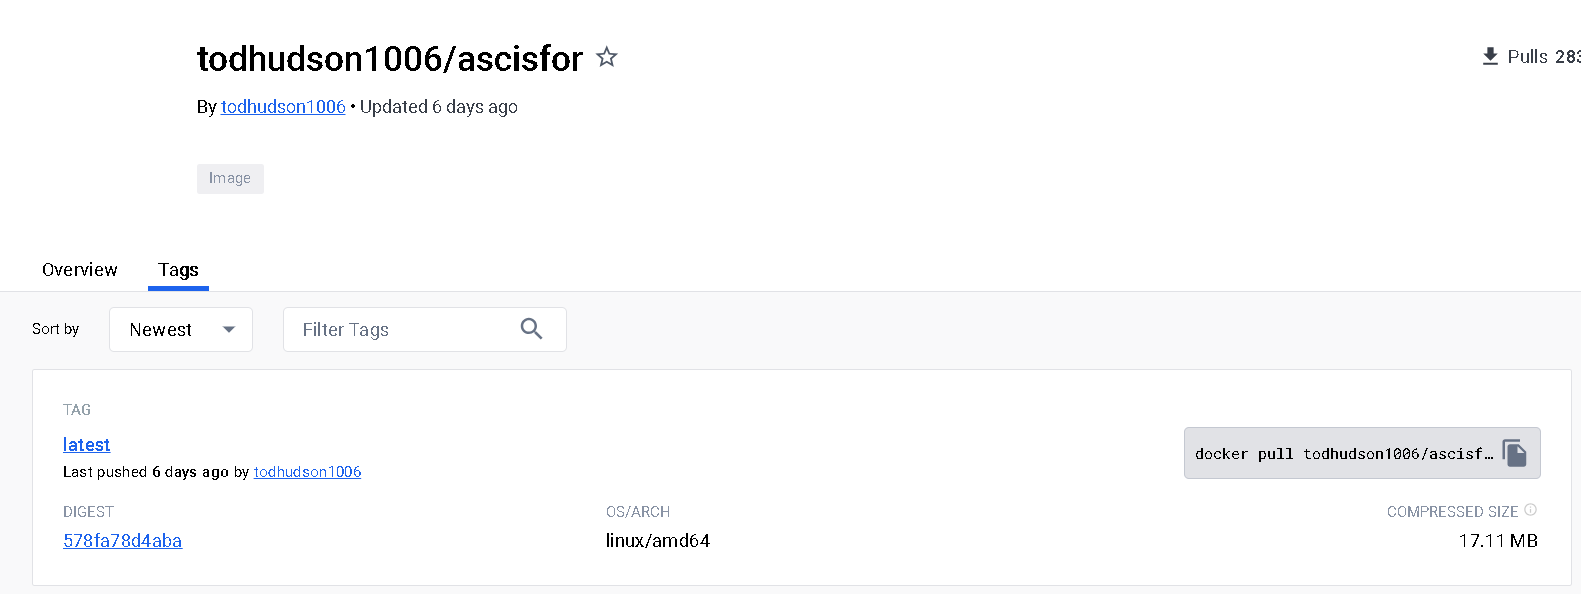 todhudson1006/ascisfor
Pulls 283
By todhudson1006 • Updated 6 days ago
Image
Overview Tags
Sort by Newest Filter Tags
TAG
latest
docker pull todhudson1006/ascisf…
Last pushed 6 days ago by todhudson1006
DIGEST OS/ARCH COMPRESSED SIZE
578fa78d4aba linux/amd64 17.11 MB